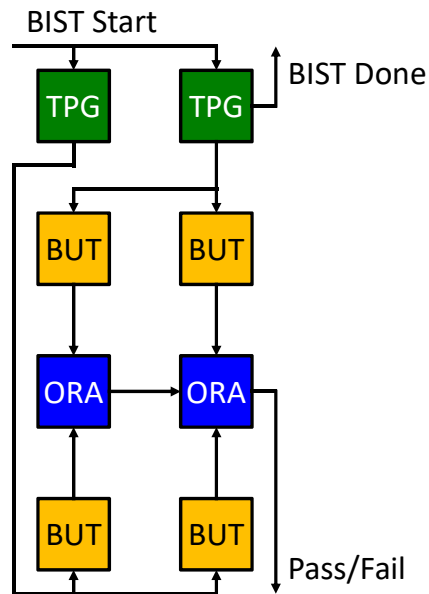 BIST Start
BIST Done
TPG TPG
BUT BUT
ORA ORA
BUT BUT
Pass/Fail